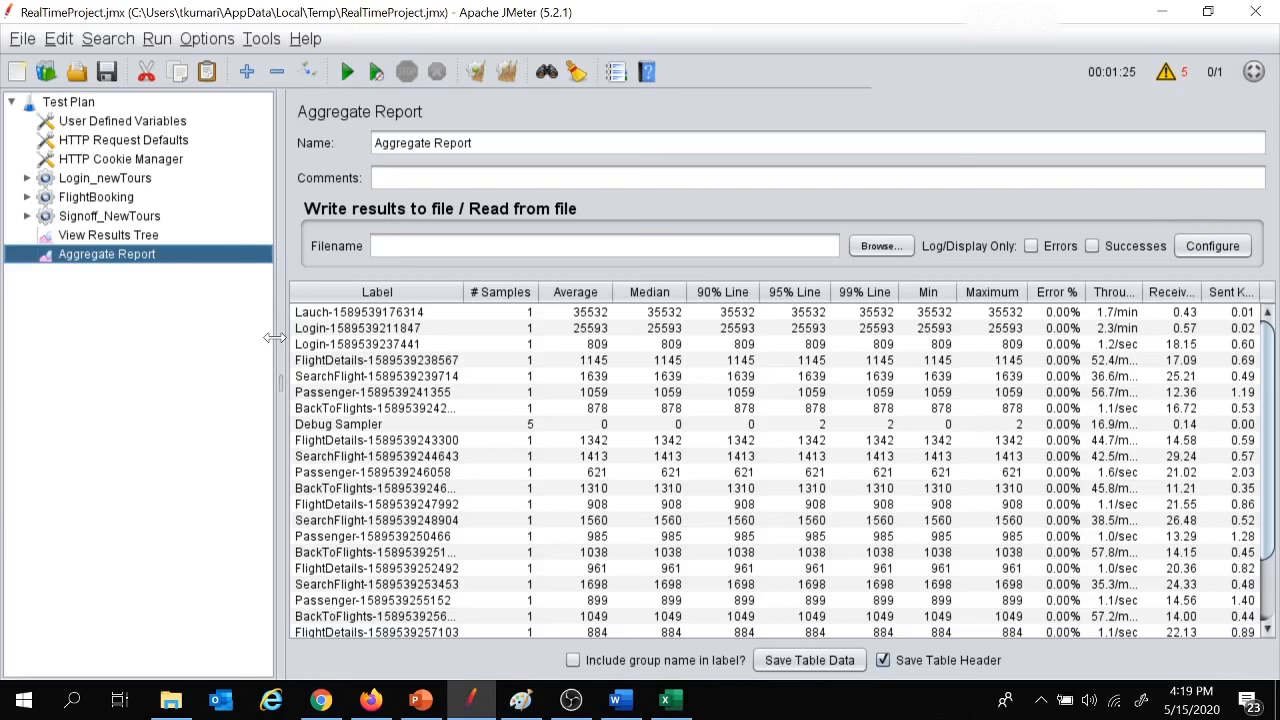 RealTimeProject.jmx (C:\Users\tkumari\AppData\Local\Temp\RealTimeProject.jmx) - Apache JMeter (5.2.1)
File Edit Search Run Options Tools Help
00:01:25 5 0/1
Test Plan
User Defined Variables
HTTP Request Defaults
HTTP Cookie Manager
Login_newTours
FlightBooking
Signoff_NewTours
View Results Tree
Aggregate Report
Aggregate Report
Name: Aggregate Report
Comments:
Write results to file / Read from file
Filename Browse... Log/Display Only: Errors Successes Configure
Label # Samples Average Median 90% Line 95% Line 99% Line Min Maximum Error % Throu... Receiv... Sent K...
Lauch-1589539176314 1 35532 35532 35532 35532 35532 35532 35532 0.00% 1.7/min 0.43 0.01
Login-1589539211847 1 25593 25593 25593 25593 25593 25593 25593 0.00% 2.3/min 0.57 0.02
Login-1589539237441 1 809 809 809 809 809 809 809 0.00% 1.2/sec 18.15 0.60
FlightDetails-1589539238567 1 1145 1145 1145 1145 1145 1145 1145 0.00% 52.4/m... 17.09 0.69
SearchFlight-1589539239714 1 1639 1639 1639 1639 1639 1639 1639 0.00% 36.6/m... 25.21 0.49
Passenger-1589539241355 1 1059 1059 1059 1059 1059 1059 1059 0.00% 56.7/m... 12.36 1.19
BackToFlights-1589539242... 1 878 878 878 878 878 878 878 0.00% 1.1/sec 16.72 0.53
Debug Sampler 5 0 0 0 2 2 0 2 0.00% 16.9/m... 0.14 0.00
FlightDetails-1589539243300 1 1342 1342 1342 1342 1342 1342 1342 0.00% 44.7/m... 14.58 0.59
SearchFlight-1589539244643 1 1413 1413 1413 1413 1413 1413 1413 0.00% 42.5/m... 29.24 0.57
Passenger-1589539246058 1 621 621 621 621 621 621 621 0.00% 1.6/sec 21.02 2.03
BackToFlights-1589539246... 1 1310 1310 1310 1310 1310 1310 1310 0.00% 45.8/m... 11.21 0.35
FlightDetails-1589539247992 1 908 908 908 908 908 908 908 0.00% 1.1/sec 21.55 0.86
SearchFlight-1589539248904 1 1560 1560 1560 1560 1560 1560 1560 0.00% 38.5/m... 26.48 0.52
Passenger-1589539250466 1 985 985 985 985 985 985 985 0.00% 1.0/sec 13.29 1.28
BackToFlights-1589539251... 1 1038 1038 1038 1038 1038 1038 1038 0.00% 57.8/m... 14.15 0.45
FlightDetails-1589539252492 1 961 961 961 961 961 961 961 0.00% 1.0/sec 20.36 0.82
SearchFlight-1589539253453 1 1698 1698 1698 1698 1698 1698 1698 0.00% 35.3/m... 24.33 0.48
Passenger-1589539255152 1 899 899 899 899 899 899 899 0.00% 1.1/sec 14.56 1.40
BackToFlights-1589539256... 1 1049 1049 1049 1049 1049 1049 1049 0.00% 57.2/m... 14.00 0.44
FlightDetails-1589539257103 1 884 884 884 884 884 884 884 0.00% 1.1/sec 22.13 0.89
Include group name in label? Save Table Data Save Table Header
4:19 PM
5/15/2020
23